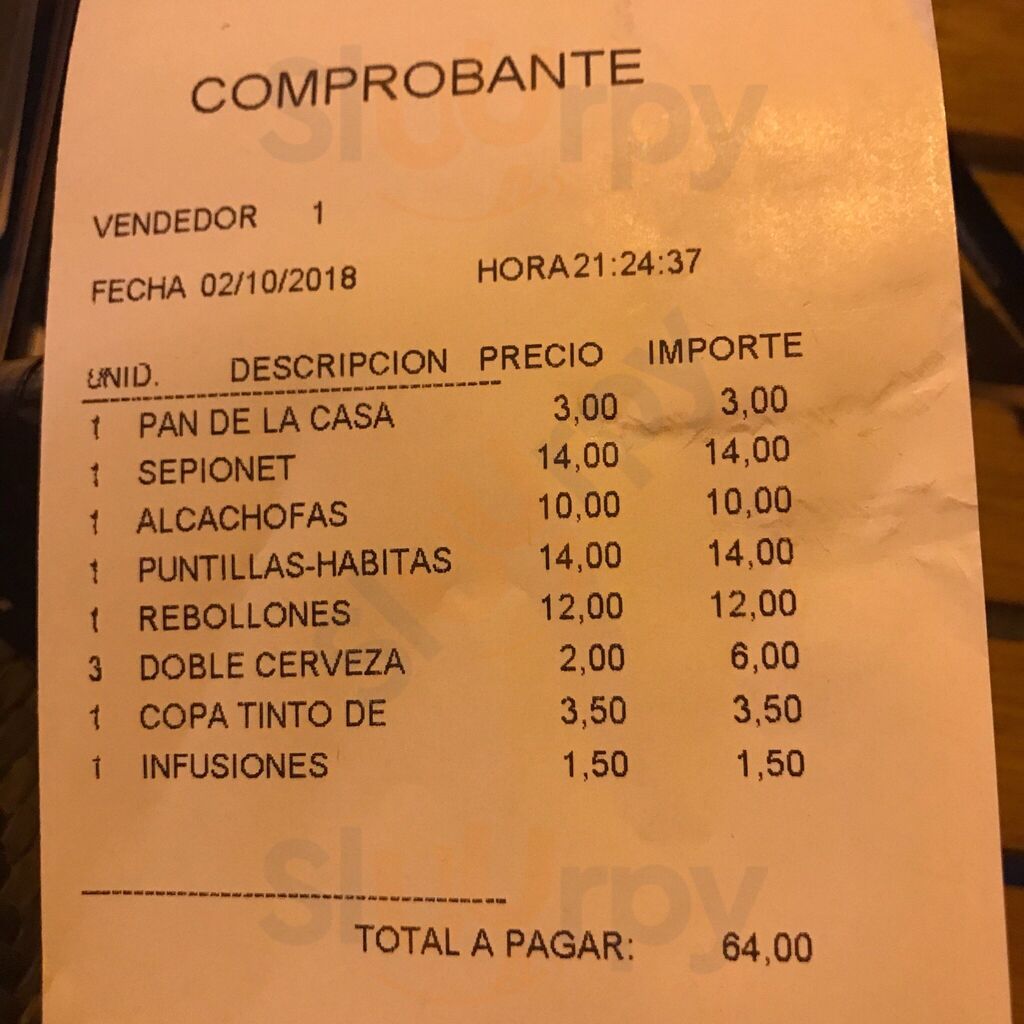 COMPROBANTE
VENDEDOR 1
FECHA 02/10/2018 HORA21:24:37
UNID. DESCRIPCION PRECIO IMPORTE
1 PAN DE LA CASA 3,00 3,00
1 SEPIONET 14,00 14,00
1 ALCACHOFAS 10,00 10,00
1 PUNTILLAS-HABITAS 14,00 14,00
1 REBOLLONES 12,00 12,00
3 DOBLE CERVEZA 2,00 6,00
1 COPA TINTO DE 3,50 3,50
1 INFUSIONES 1,50 1,50
TOTAL A PAGAR: 64,00
Sluurpy
Sluurpy
Sluurpy